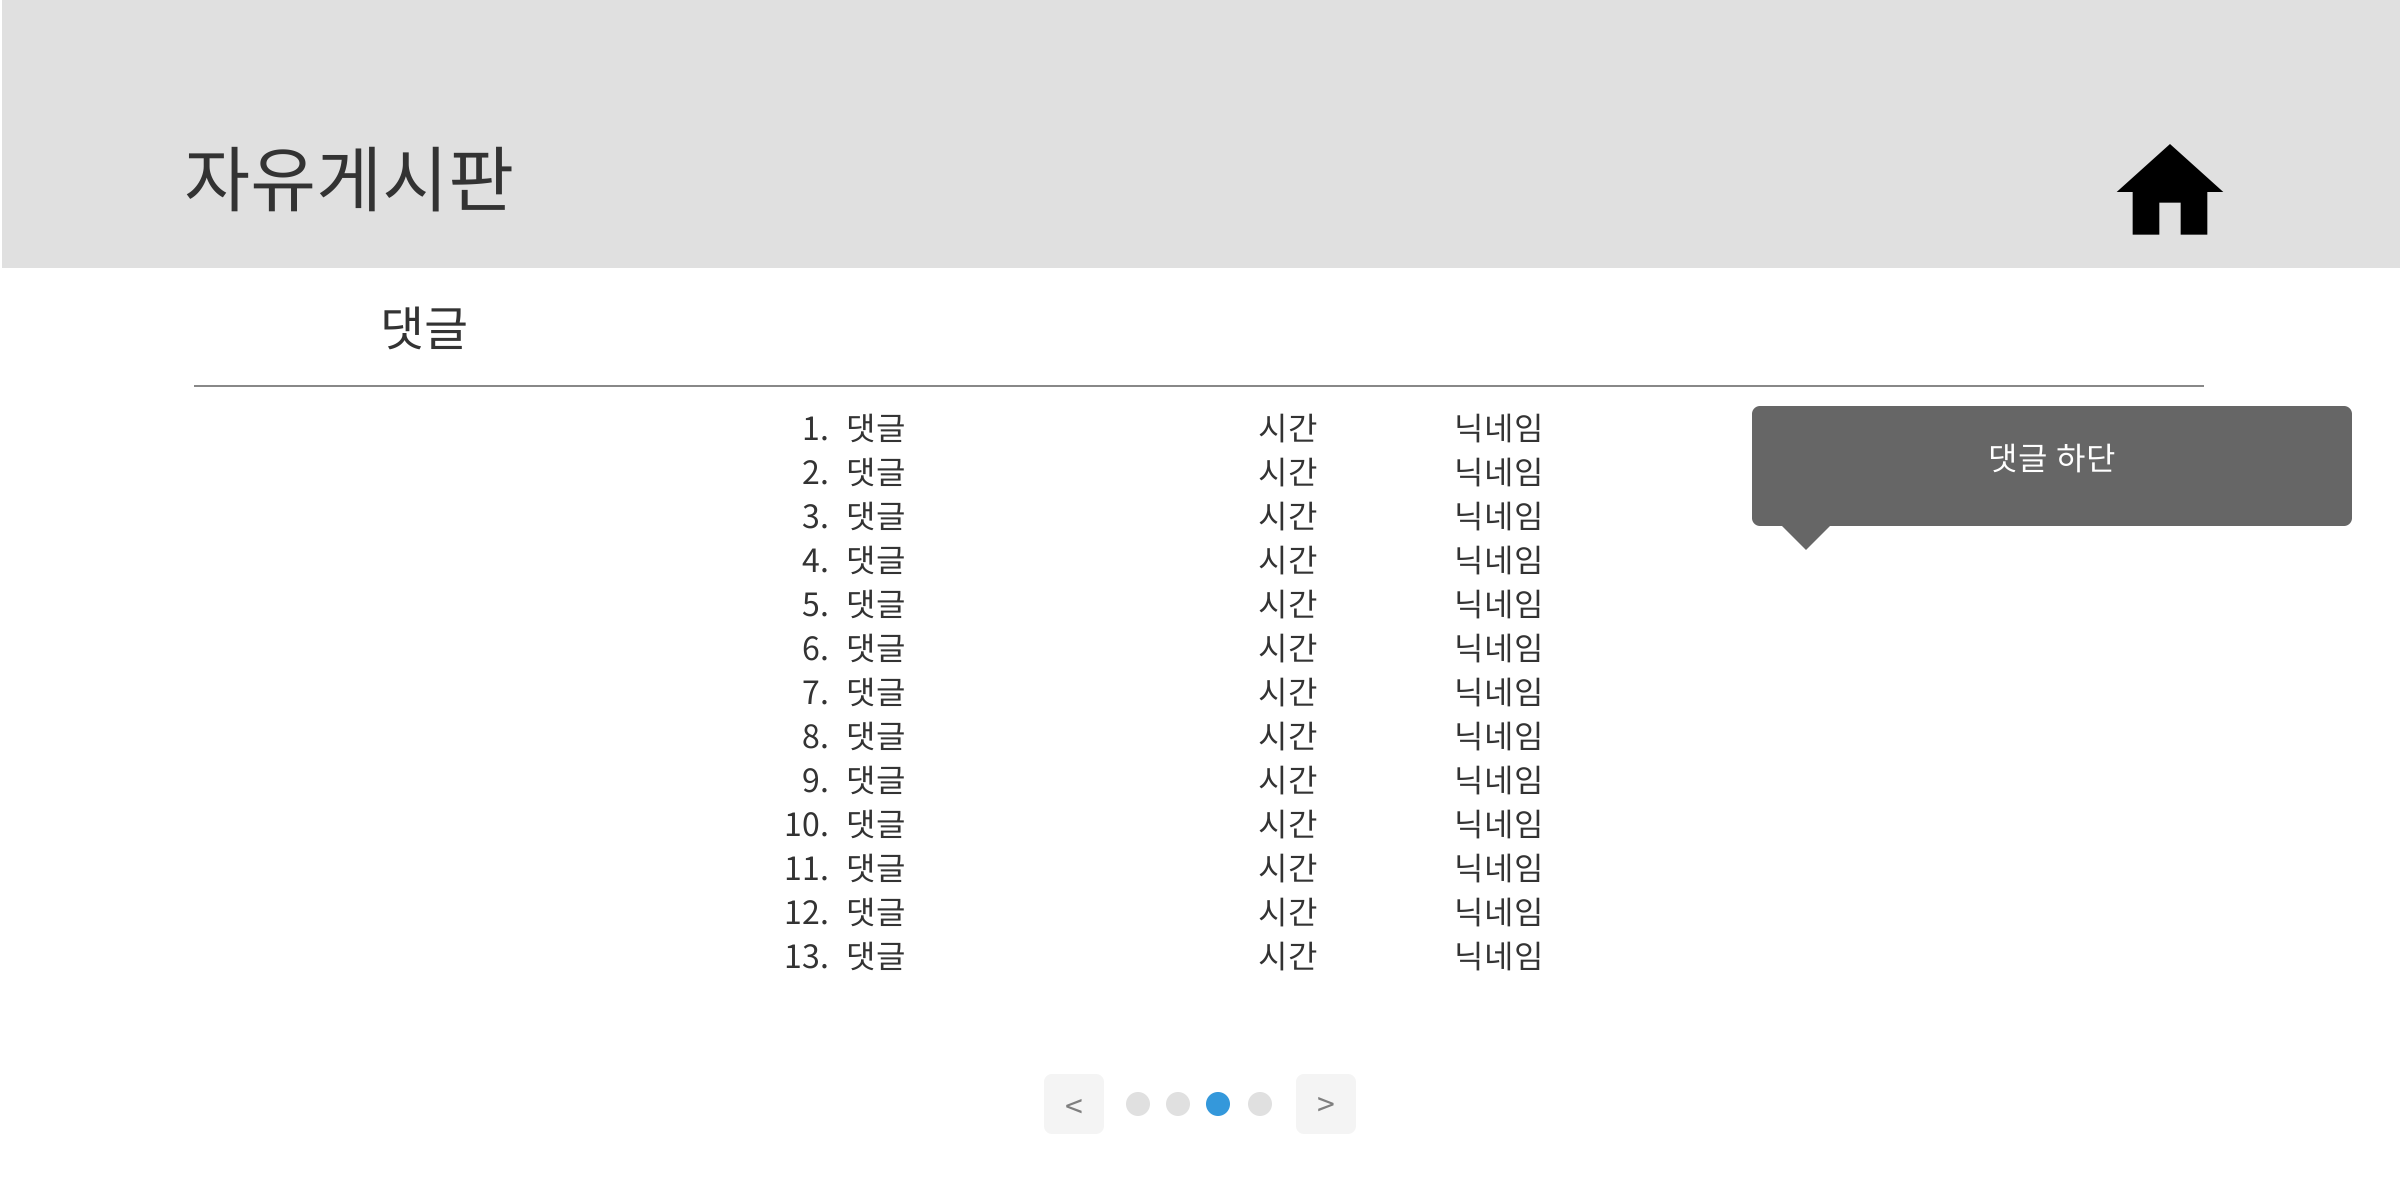 자유게시판
댓글
1. 댓글 시간 닉네임
댓글 하단
2. 댓글 시간 닉네임
3. 댓글 시간 닉네임
4. 댓글 시간 닉네임
5. 댓글 시간 닉네임
6. 댓글 시간 닉네임
7. 댓글 시간 닉네임
8. 댓글 시간 닉네임
9. 댓글 시간 닉네임
10. 댓글 시간 닉네임
11. 댓글 시간 닉네임
12. 댓글 시간 닉네임
13. 댓글 시간 닉네임
< >